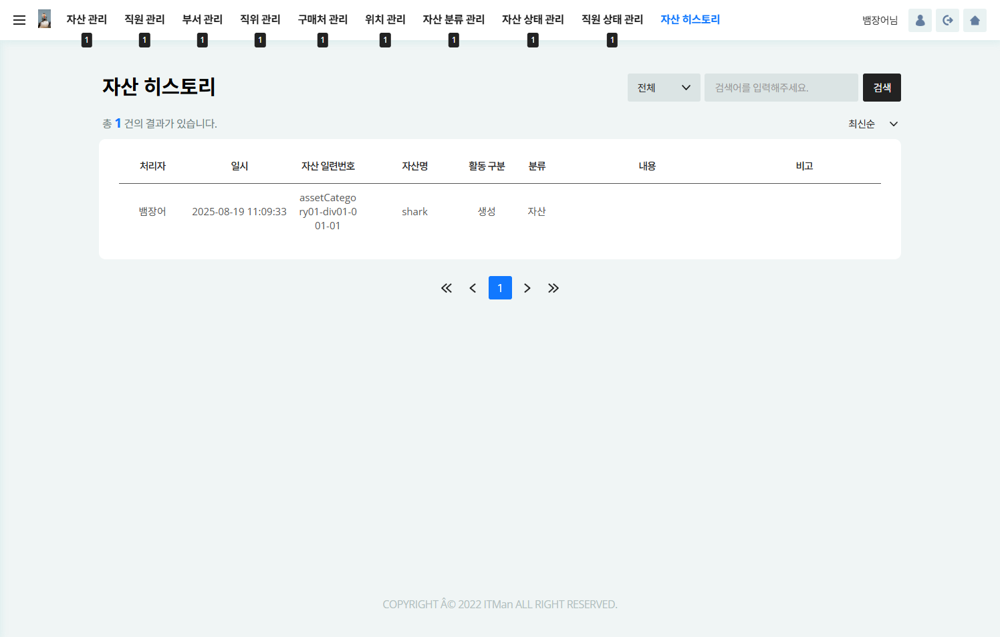 자산 관리 직원 관리 부서 관리 직위 관리 구매처 관리 위치 관리 자산 분류 관리 자산 상태 관리 직원 상태 관리 자산 히스토리 뱀장어님
1 1 1 1 1 1 1 1 1
자산 히스토리 전체 검색어를 입력해주세요. 검색
총 1 건의 결과가 있습니다. 최신순
처리자 일시 자산 일련번호 자산명 활동 구분 분류 내용 비고
뱀장어 2025-08-19 11:09:33 assetCatego
ry01-div01-0
01-01 shark 생성 자산
1
COPYRIGHT Â© 2022 ITMan ALL RIGHT RESERVED.